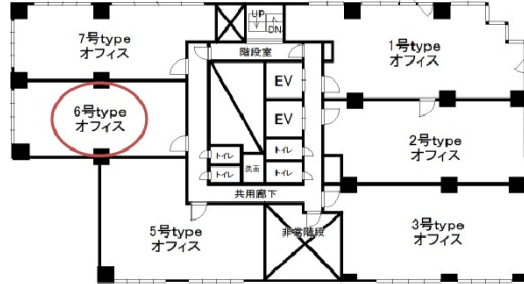 UP
DN
7号type
オフィス
階段室
1号type
オフィス
EV
6号type
オフィス
EV
2号type
オフィス
トイレ
トイレ
トイレ
洗面
トイレ
共用廊下
5号type
オフィス
非常階段
3号type
オフィス